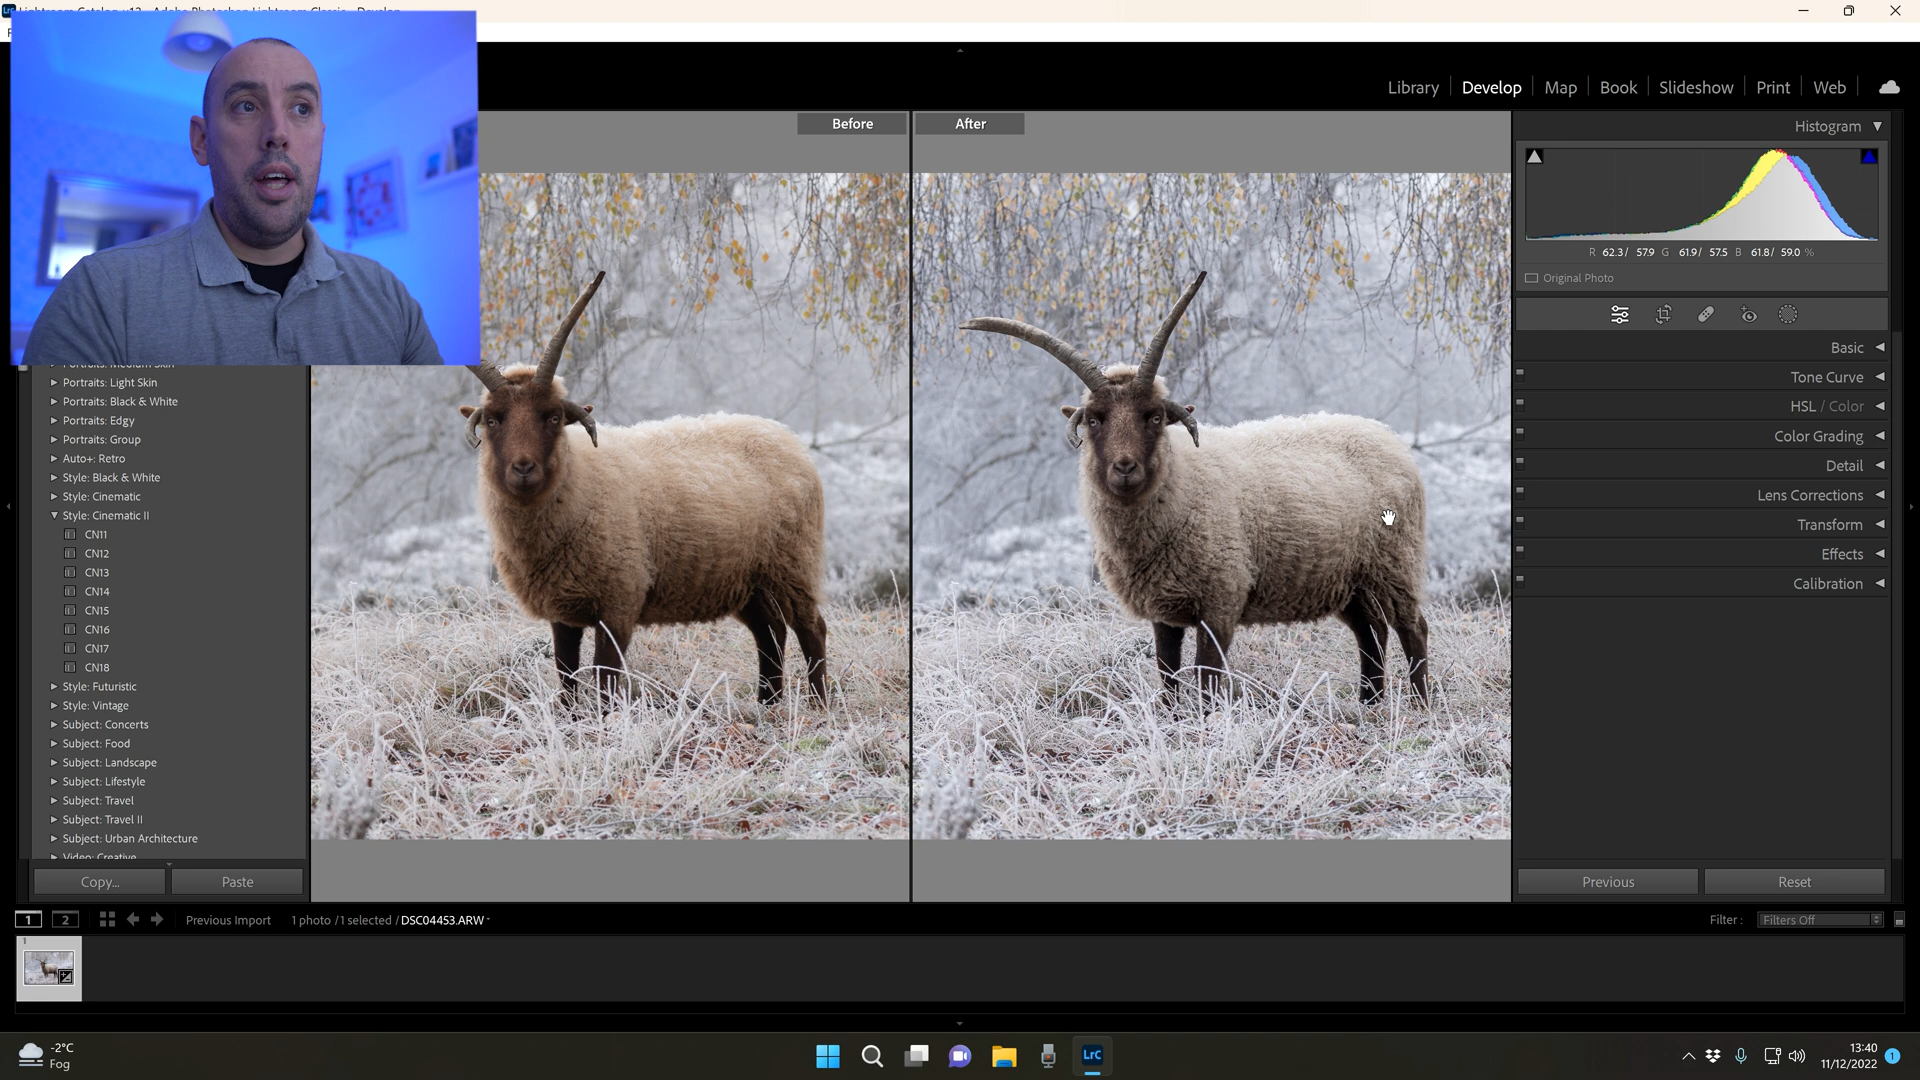 Library
Develop
Map
Book
Slideshow
Print
Web
Before
After
Histogram
R 62.3/ 57.9 G 61.9/ 57.5 B 61.8/ 59.0 %
Original Photo
Basic
Tone Curve
HSL / Color
Color Grading
Detail
Lens Corrections
Transform
Effects
Calibration
Portraits: Light Skin
Portraits: Black & White
Portraits: Edgy
Portraits: Group
Auto+: Retro
Style: Black & White
Style: Cinematic
Style: Cinematic II
CN11
CN12
CN13
CN14
CN15
CN16
CN17
CN18
Style: Futuristic
Style: Vintage
Subject: Concerts
Subject: Food
Subject: Landscape
Subject: Lifestyle
Subject: Travel
Subject: Travel II
Subject: Urban Architecture
Video: Creative
Copy...
Paste
Previous
Reset
1
2
Previous Import
1 photo / 1 selected / DSC04453.ARW
Filter :
Filters Off
1
-2°C
Fog
LrC
13:40
11/12/2022
1